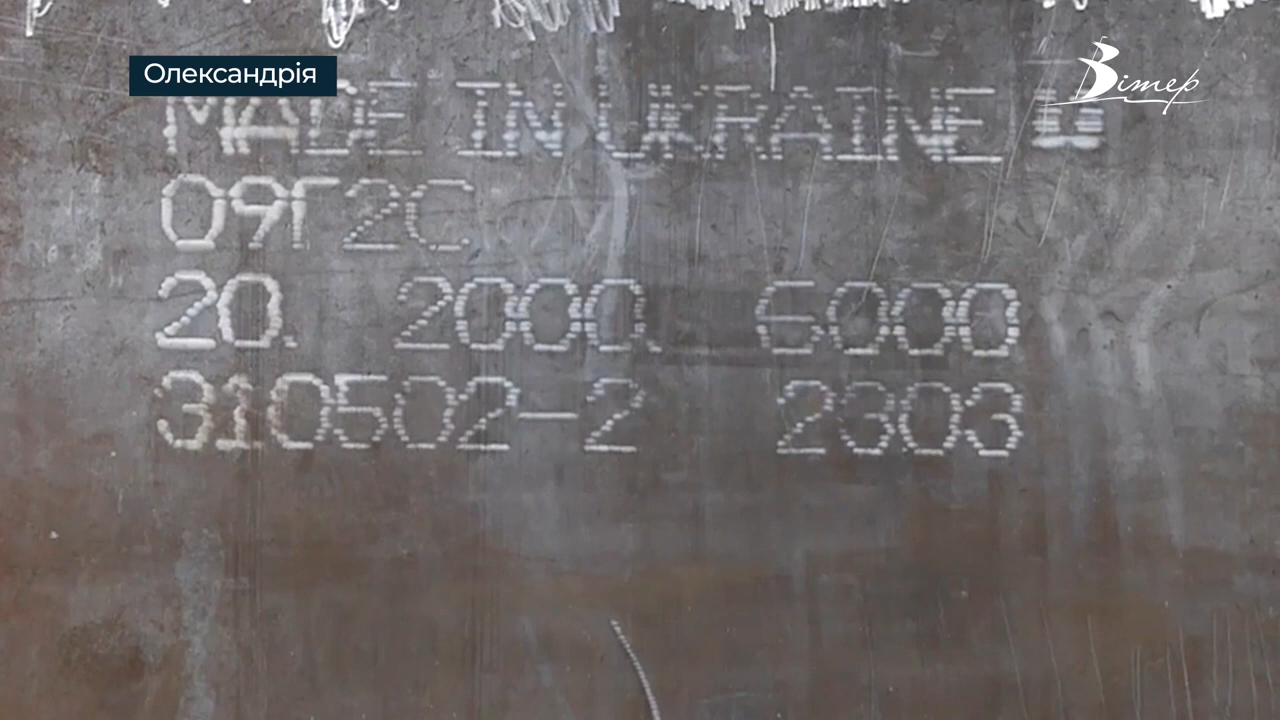 Олександрія
Вітер
MADE IN UKRAINE
09Г2С
20. 2000. 6000
310502-2 2303